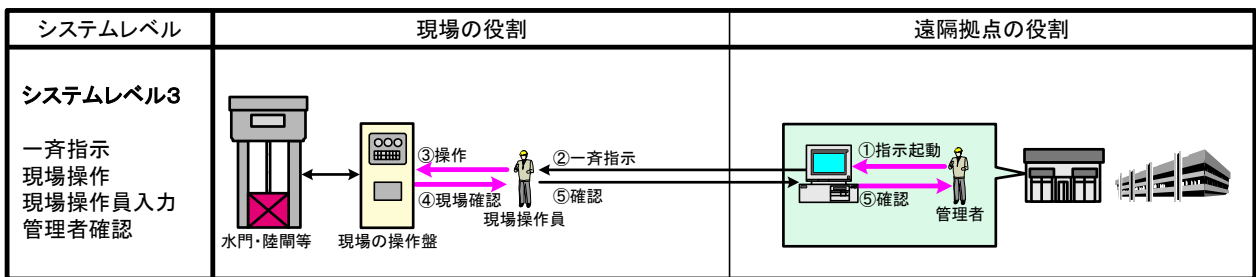 システムレベル
現場の役割
遠隔拠点の役割
システムレベル3
一斉指示
現場操作
現場操作員入力
管理者確認
水門・陸閘等
現場の操作盤
③操作
④現場確認
現場操作員
②一斉指示
⑤確認
①指示起動
⑤確認
管理者